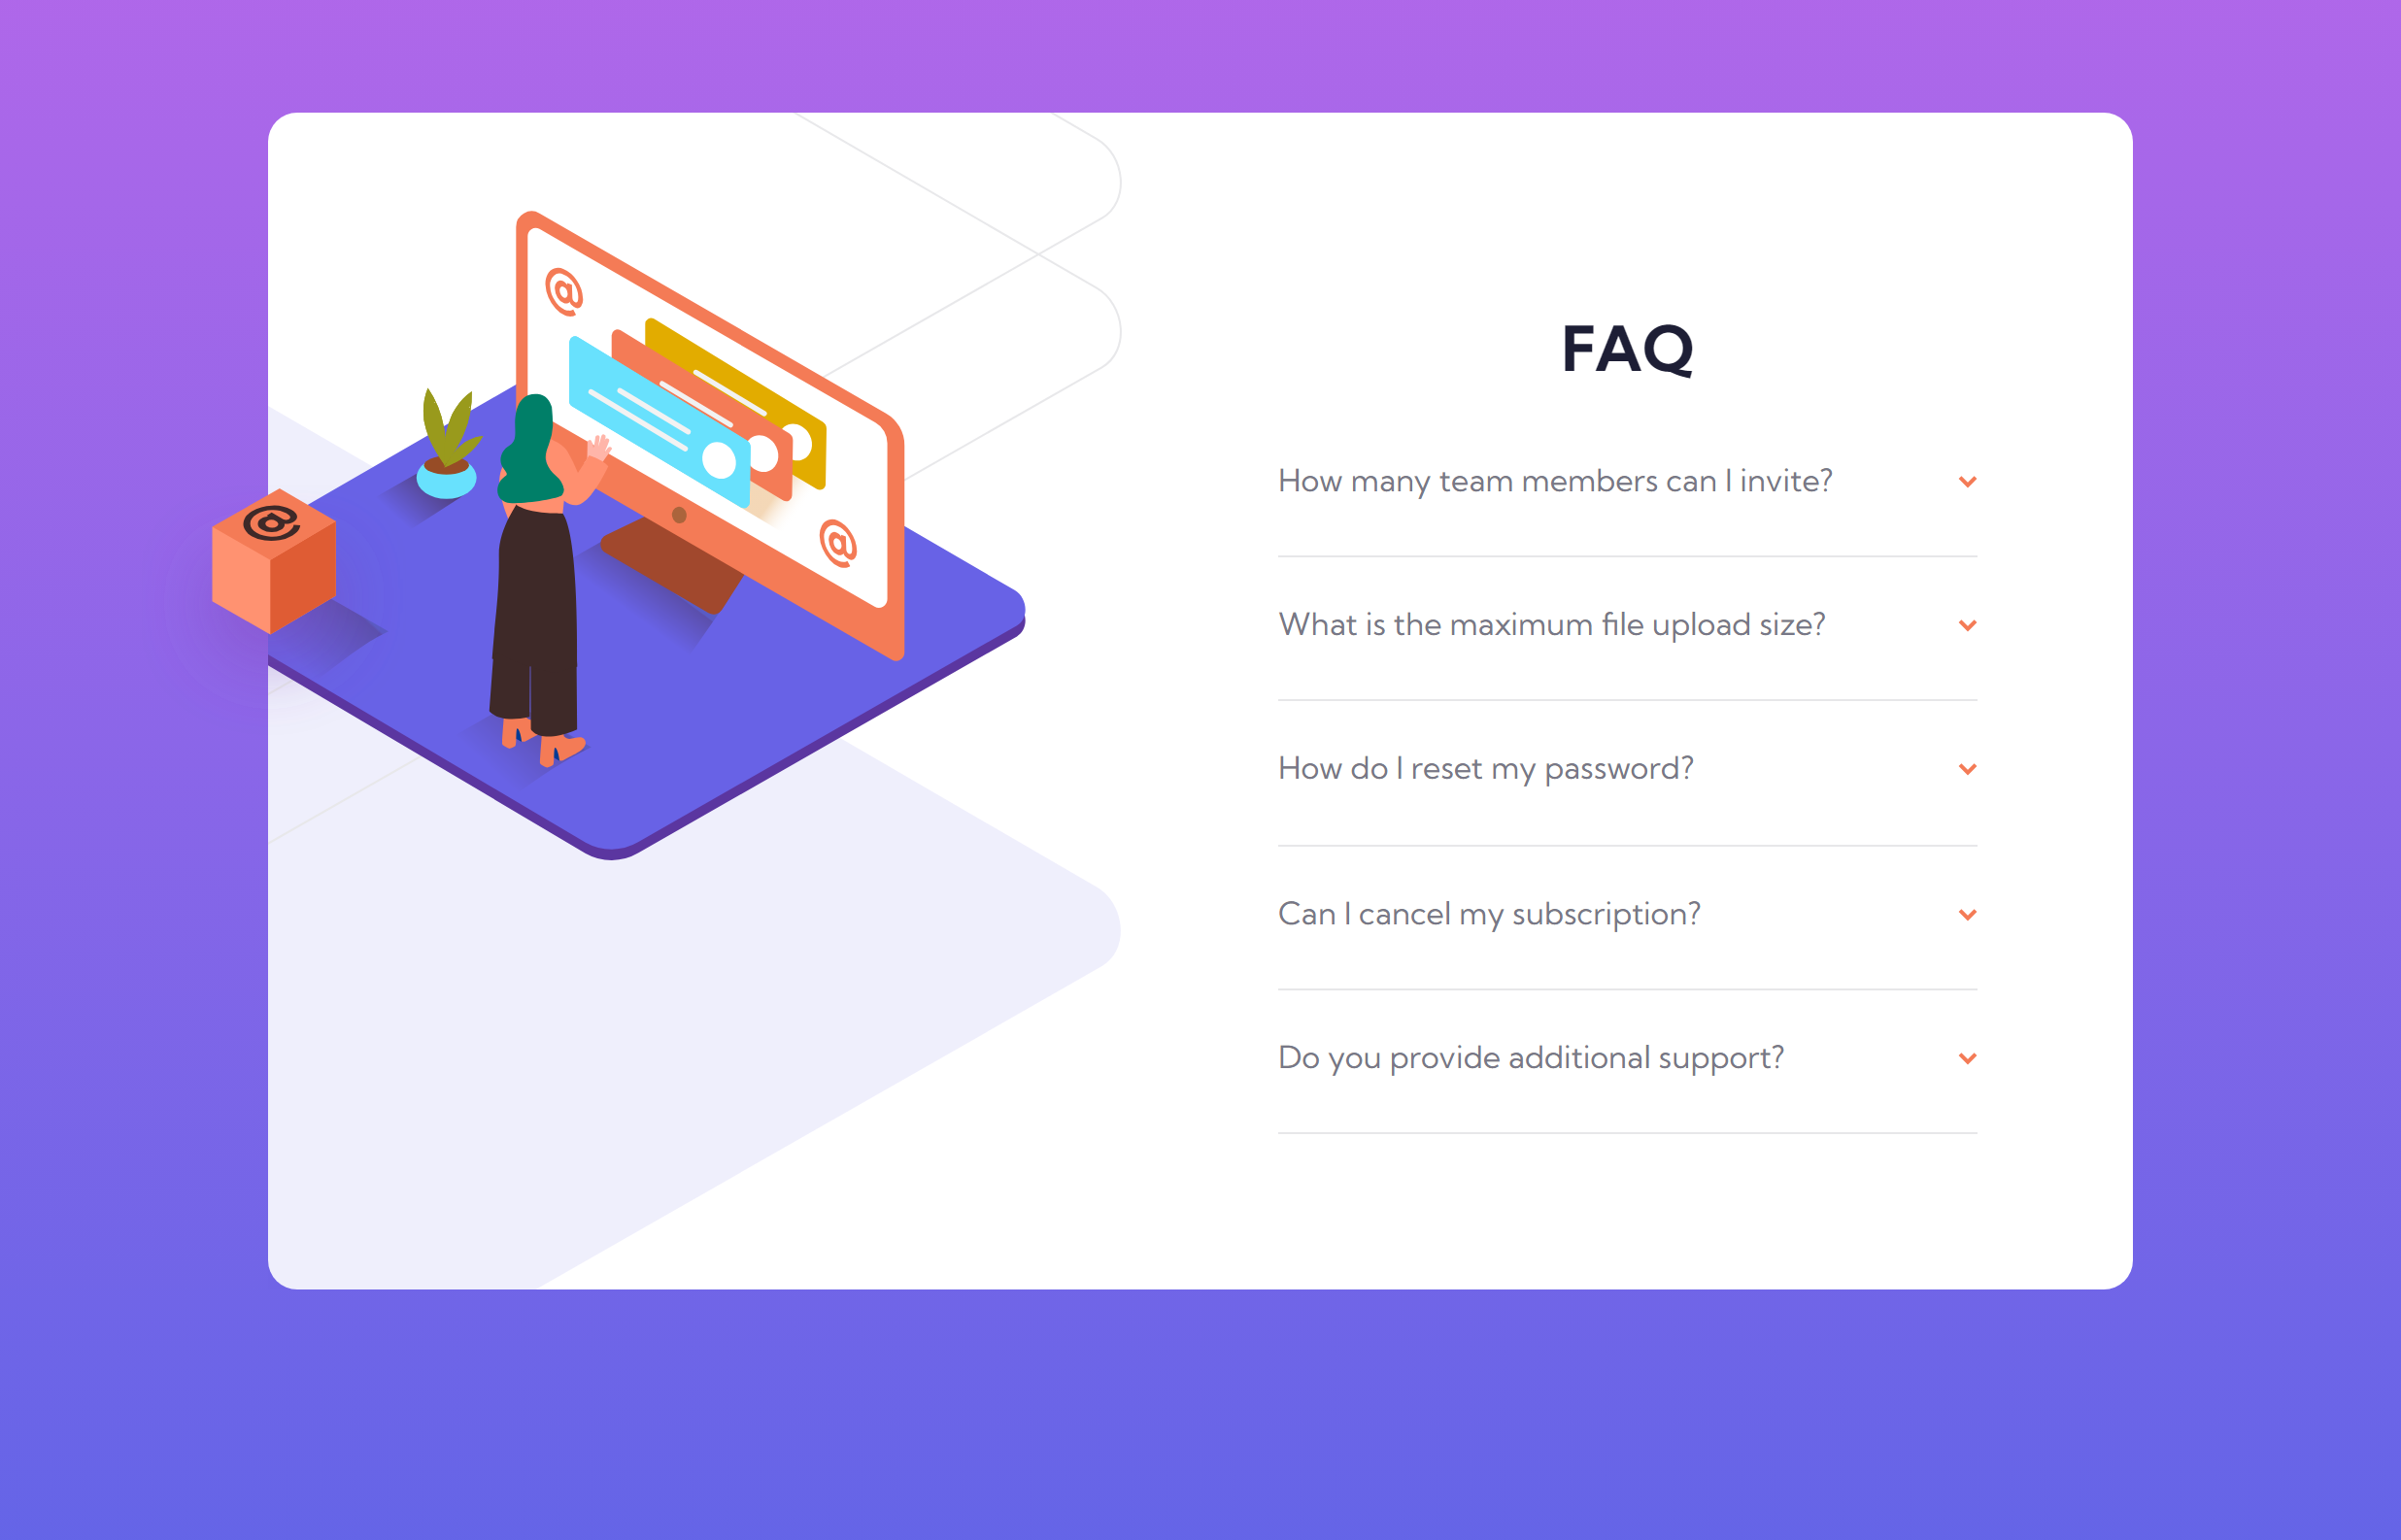 @
@
@
FAQ
How many team members can I invite?
What is the maximum file upload size?
How do I reset my password?
Can I cancel my subscription?
Do you provide additional support?